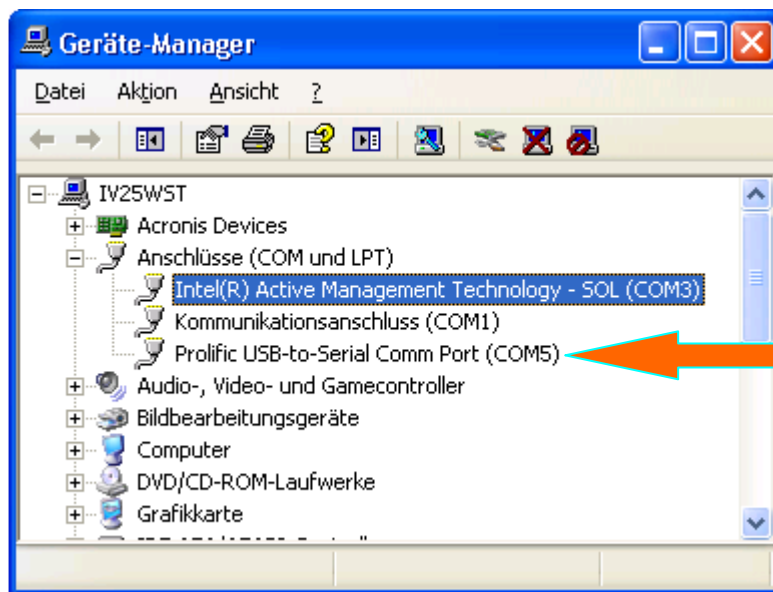 Geräte-Manager
Datei Aktion Ansicht ?
IV25WST
Acronis Devices
Anschlüsse (COM und LPT)
Intel(R) Active Management Technology - SOL (COM3)
Kommunikationsanschluss (COM1)
Prolific USB-to-Serial Comm Port (COM5)
Audio-, Video- und Gamecontroller
Bildbearbeitungsgeräte
Computer
DVD/CD-ROM-Laufwerke
Grafikkarte